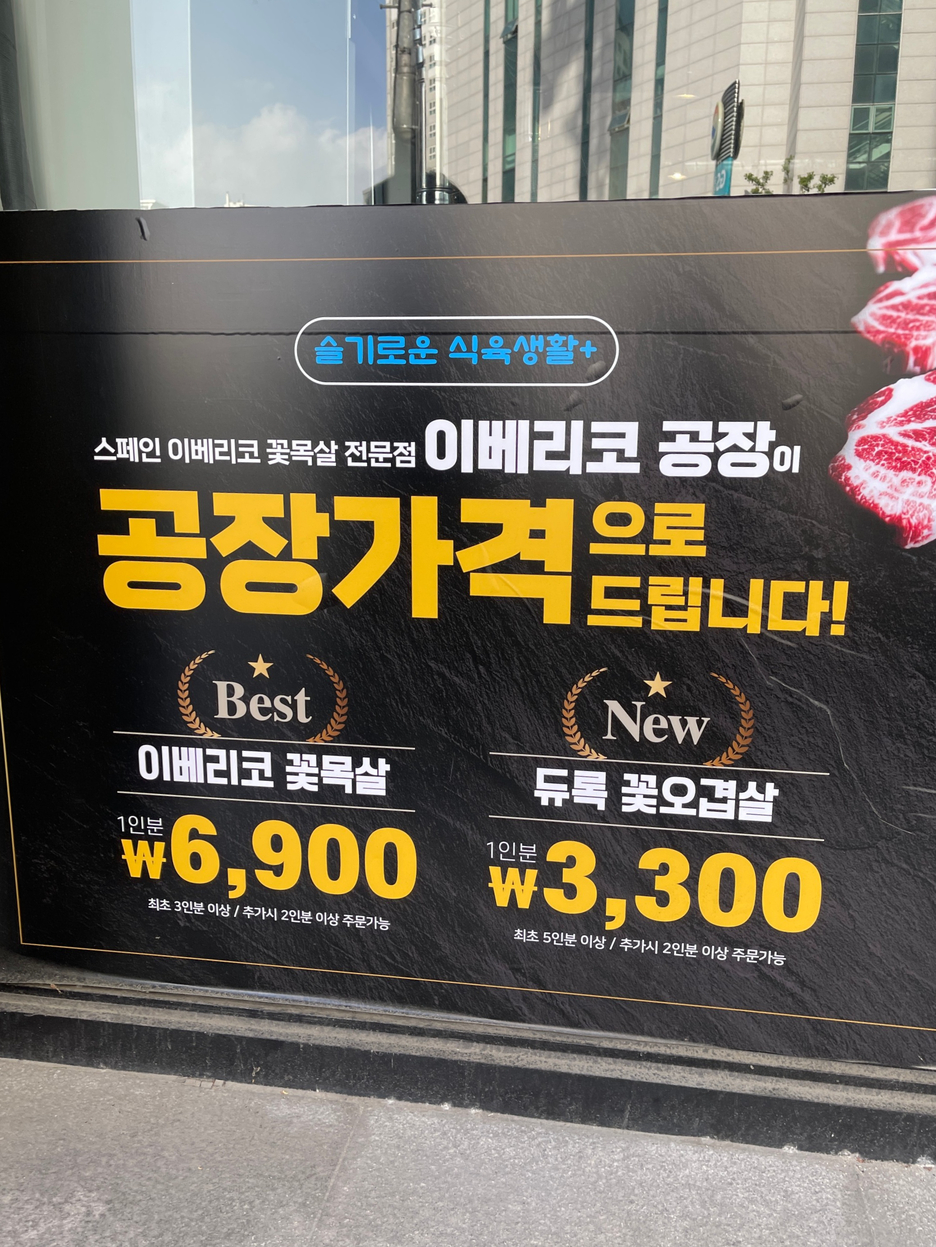 슬기로운 식육생활+
스페인 이베리코 꽃목살 전문점 이베리코 공장이
공장가격으로
드립니다!
Best
이베리코 꽃목살
1인분
₩6,900
최초 3인분 이상 / 추가시 2인분 이상 주문가능
New
듀록 꽃오겹살
1인분
₩3,300
최초 5인분 이상 / 추가시 2인분 이상 주문가능